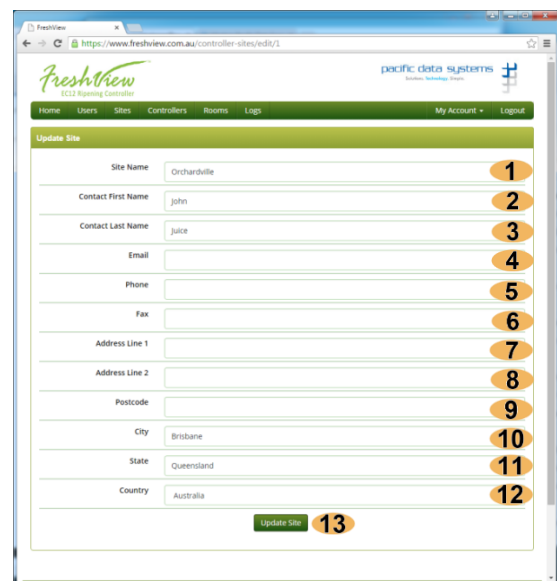 FreshView
https://www.freshview.com.au/controller-sites/edit/1
FreshView
EC12 Ripening Controller
pacific data systems
Solution, Technology, Simple.
Home Users Sites Controllers Rooms Logs My Account Logout
Update Site
Site Name Orchardville 1
Contact First Name John 2
Contact Last Name Juice 3
Email 4
Phone 5
Fax 6
Address Line 1 7
Address Line 2 8
Postcode 9
City Brisbane 10
State Queensland 11
Country Australia 12
Update Site 13